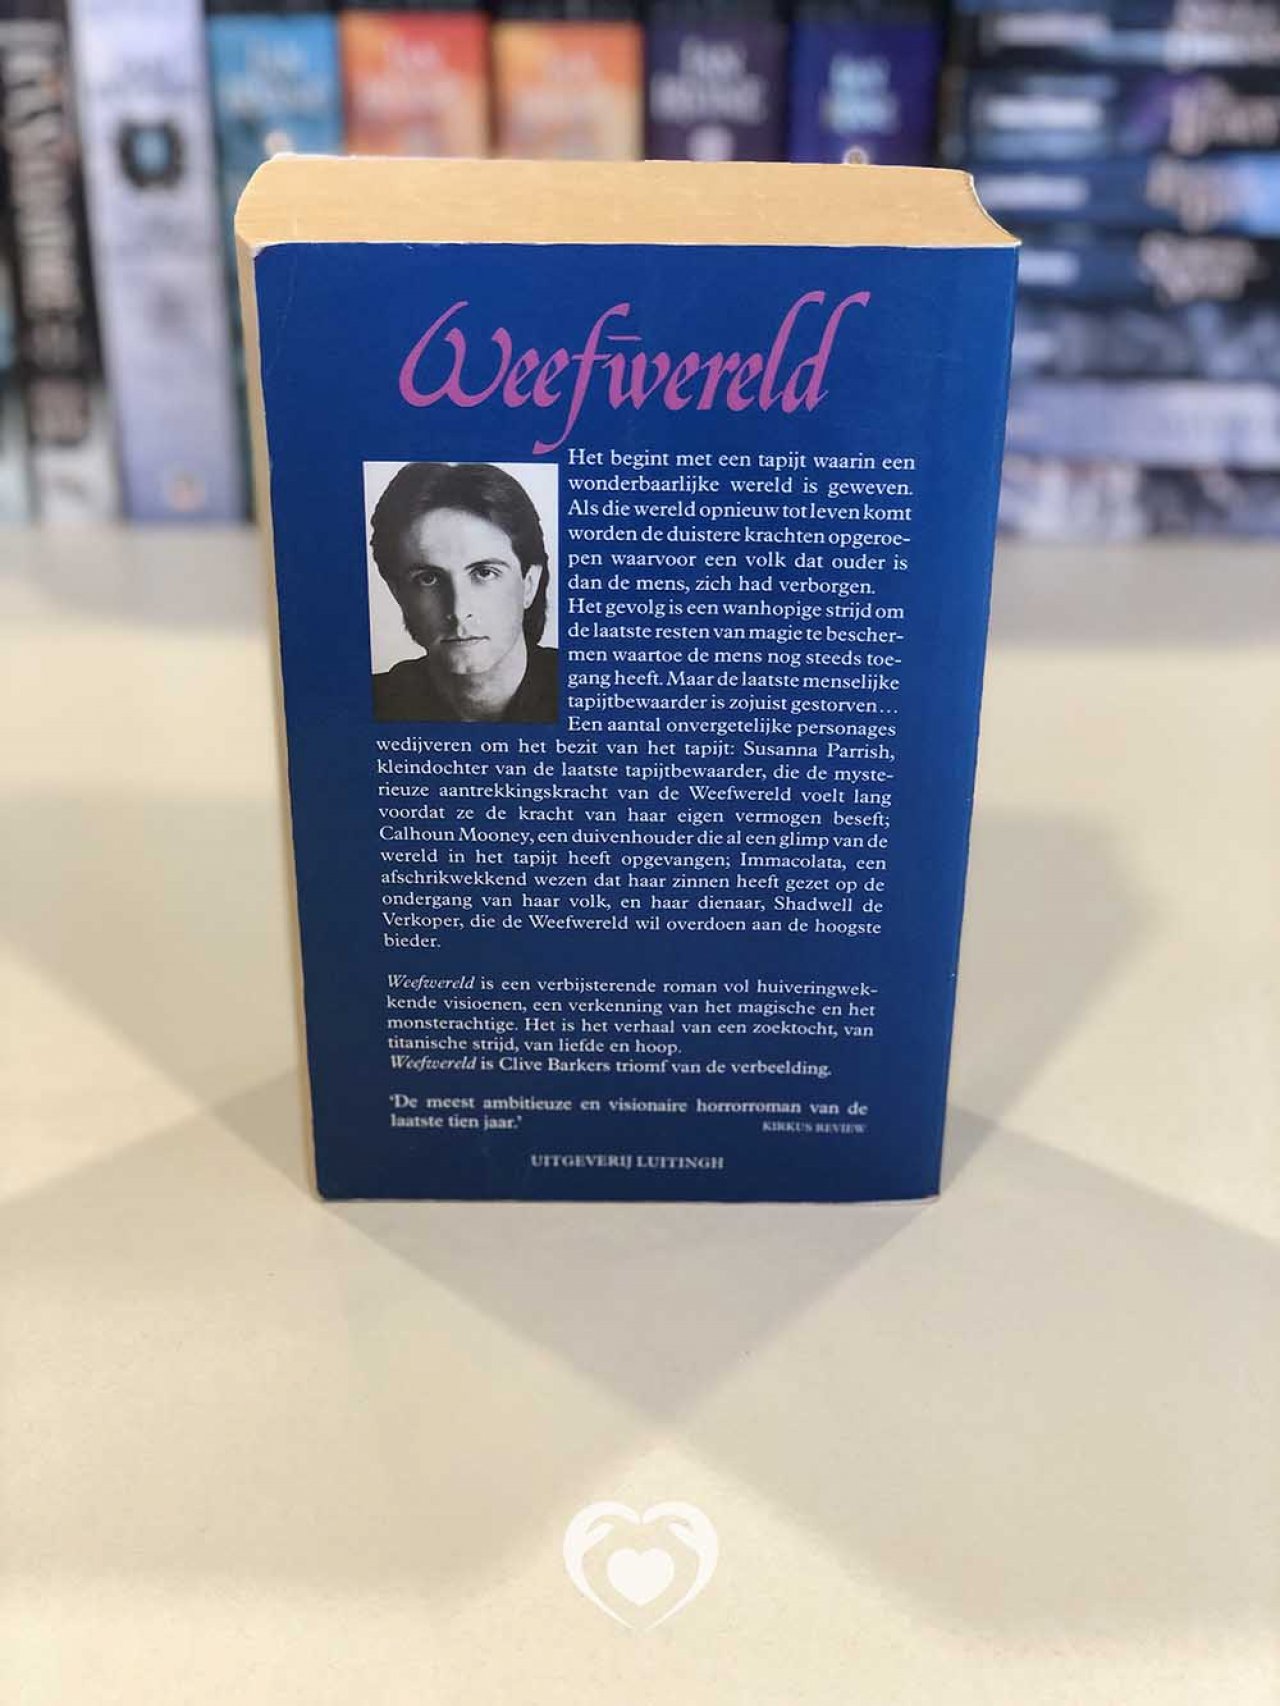 Weefwereld
Het begint met een tapijt waarin een
wonderbaarlijke wereld is geweven.
Als die wereld opnieuw tot leven komt
worden de duistere krachten opgeroe-
pen waarvoor een volk dat ouder is
dan de mens, zich had verborgen.
Het gevolg is een wanhopige strijd om
de laatste resten van magie te bescher-
men waartoe de mens nog steeds toe-
gang heeft. Maar de laatste menselijke
tapijtbewaarder is zojuist gestorven...
Een aantal onvergetelijke personages
wedijveren om het bezit van het tapijt: Susanna Parrish,
kleindochter van de laatste tapijtbewaarder, die de myste-
rieuze aantrekkingskracht van de Weefwereld voelt lang
voordat ze de kracht van haar eigen vermogen beseft;
Calhoun Mooney, een duivenhouder die al een glimp van de
wereld in het tapijt heeft opgevangen; Immacolata, een
afschrikwekkend wezen dat haar zinnen heeft gezet op de
ondergang van haar volk, en haar dienaar, Shadwell de
Verkoper, die de Weefwereld wil overdoen aan de hoogste
bieder.
Weefwereld is een verbijsterende roman vol huiveringwek-
kende visioenen, een verkenning van het magische en het
monsterachtige. Het is het verhaal van een zoektocht, van
titanische strijd, van liefde en hoop.
Weefwereld is Clive Barkers triomf van de verbeelding.
'De meest ambitieuze en visionaire horrorroman van de
laatste tien jaar.'
KIRKUS REVIEW
UITGEVERIJ LUITINGH